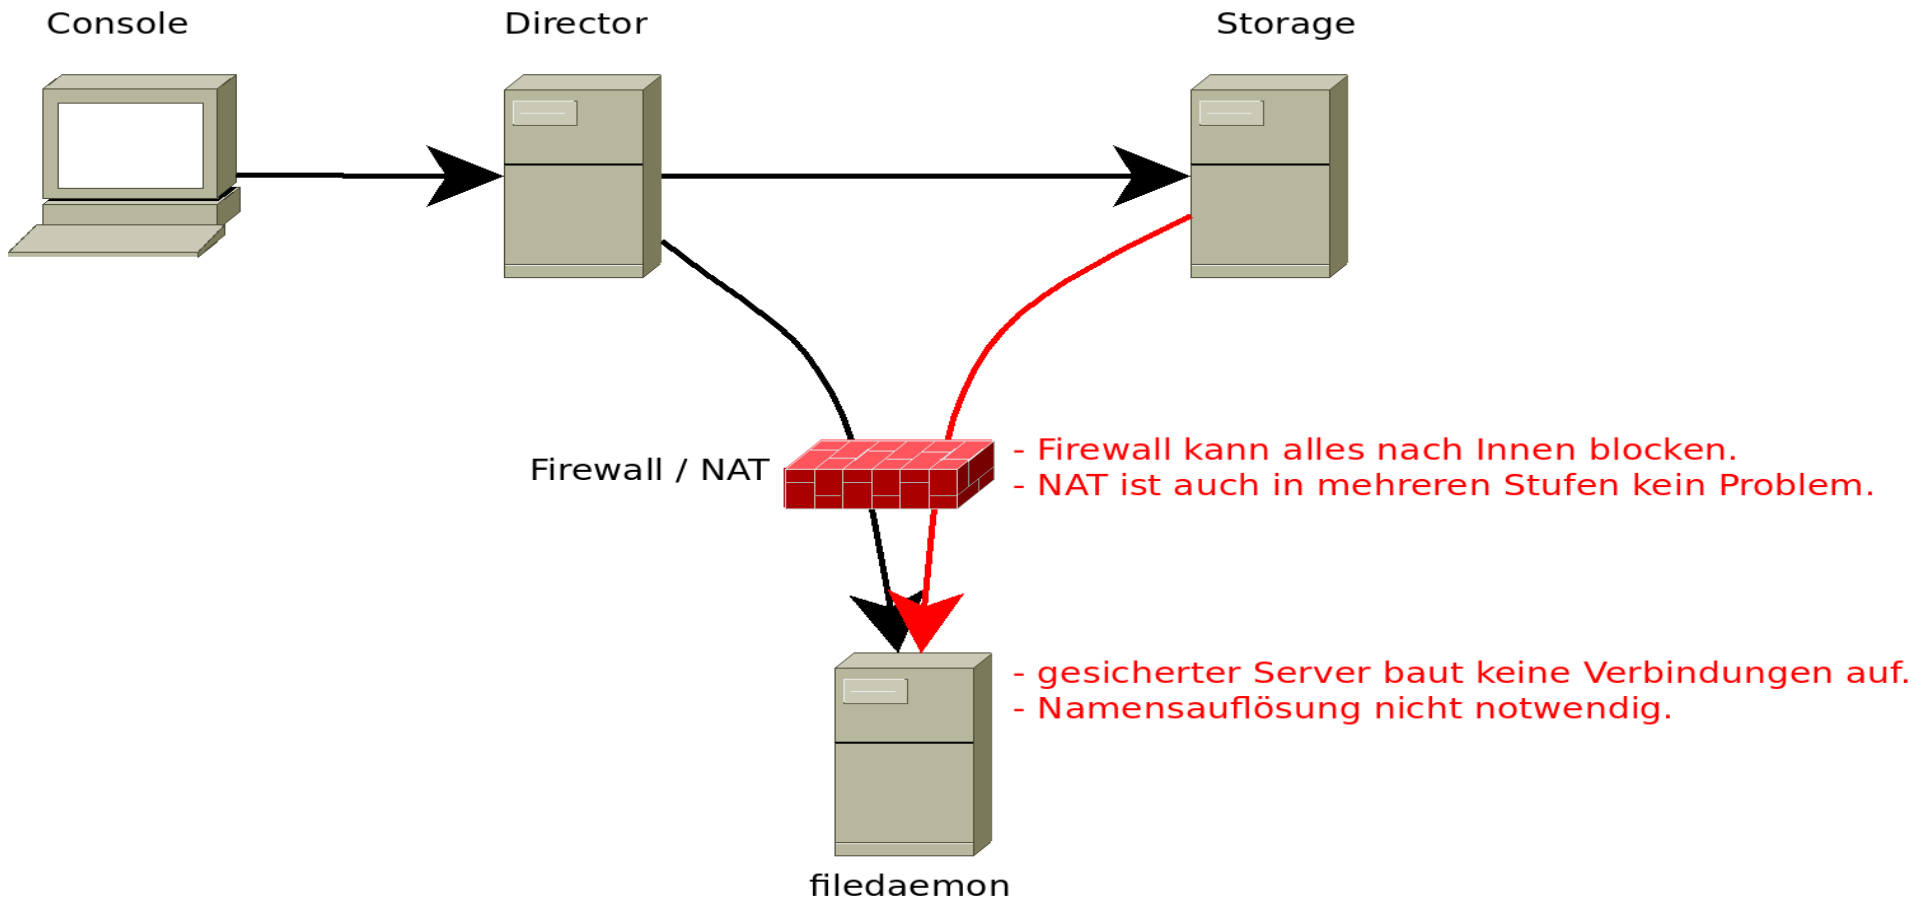 Console
Director
Storage
Firewall / NAT
- Firewall kann alles nach Innen blocken.
- NAT ist auch in mehreren Stufen kein Problem.
- gesicherter Server baut keine Verbindungen auf.
- Namensauflösung nicht notwendig.
filedaemon